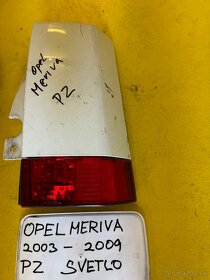 OPEL
MERIVA
PZ
OPEL MERIVA
2003 - 2009
PZ SVETLO